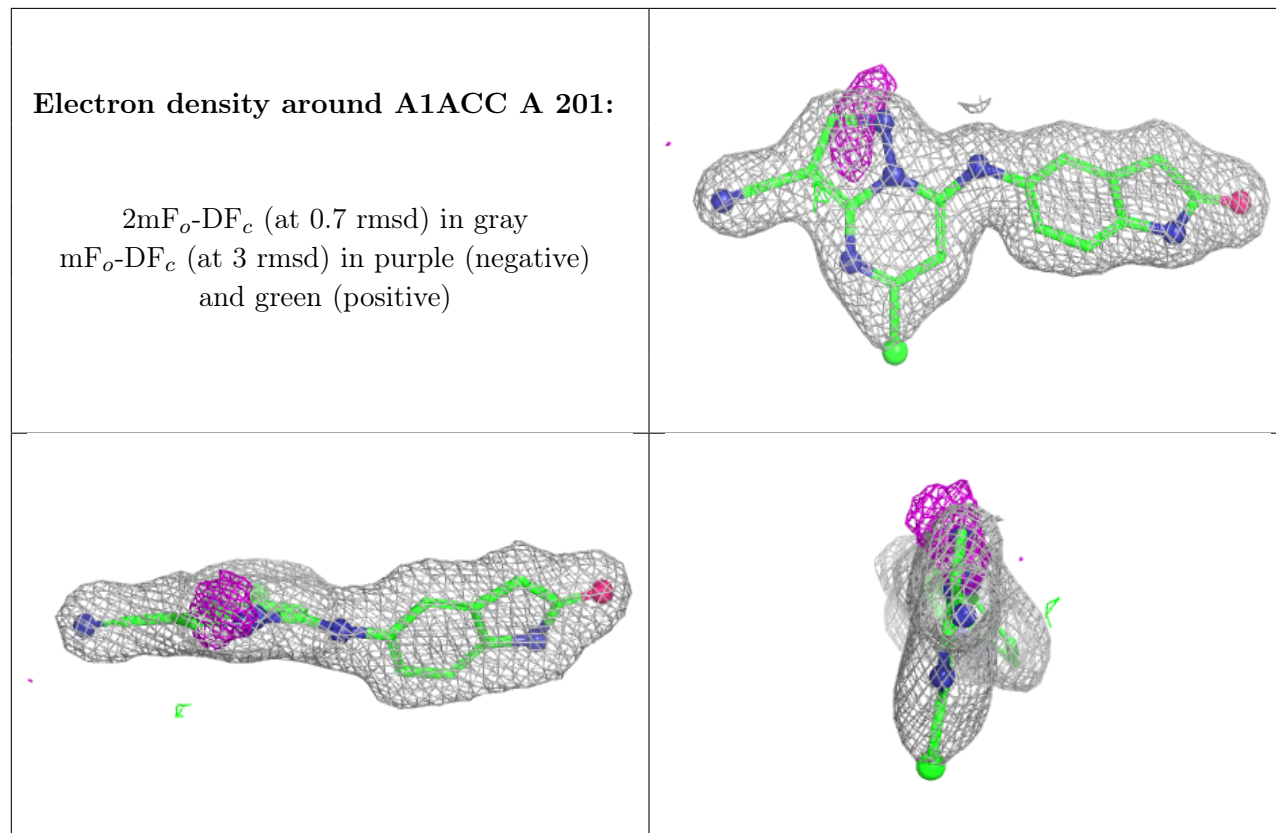 Electron density around A1ACC A 201:
2mFₒ-DF𝒸 (at 0.7 rmsd) in gray
mFₒ-DF𝒸 (at 3 rmsd) in purple (negative)
and green (positive)